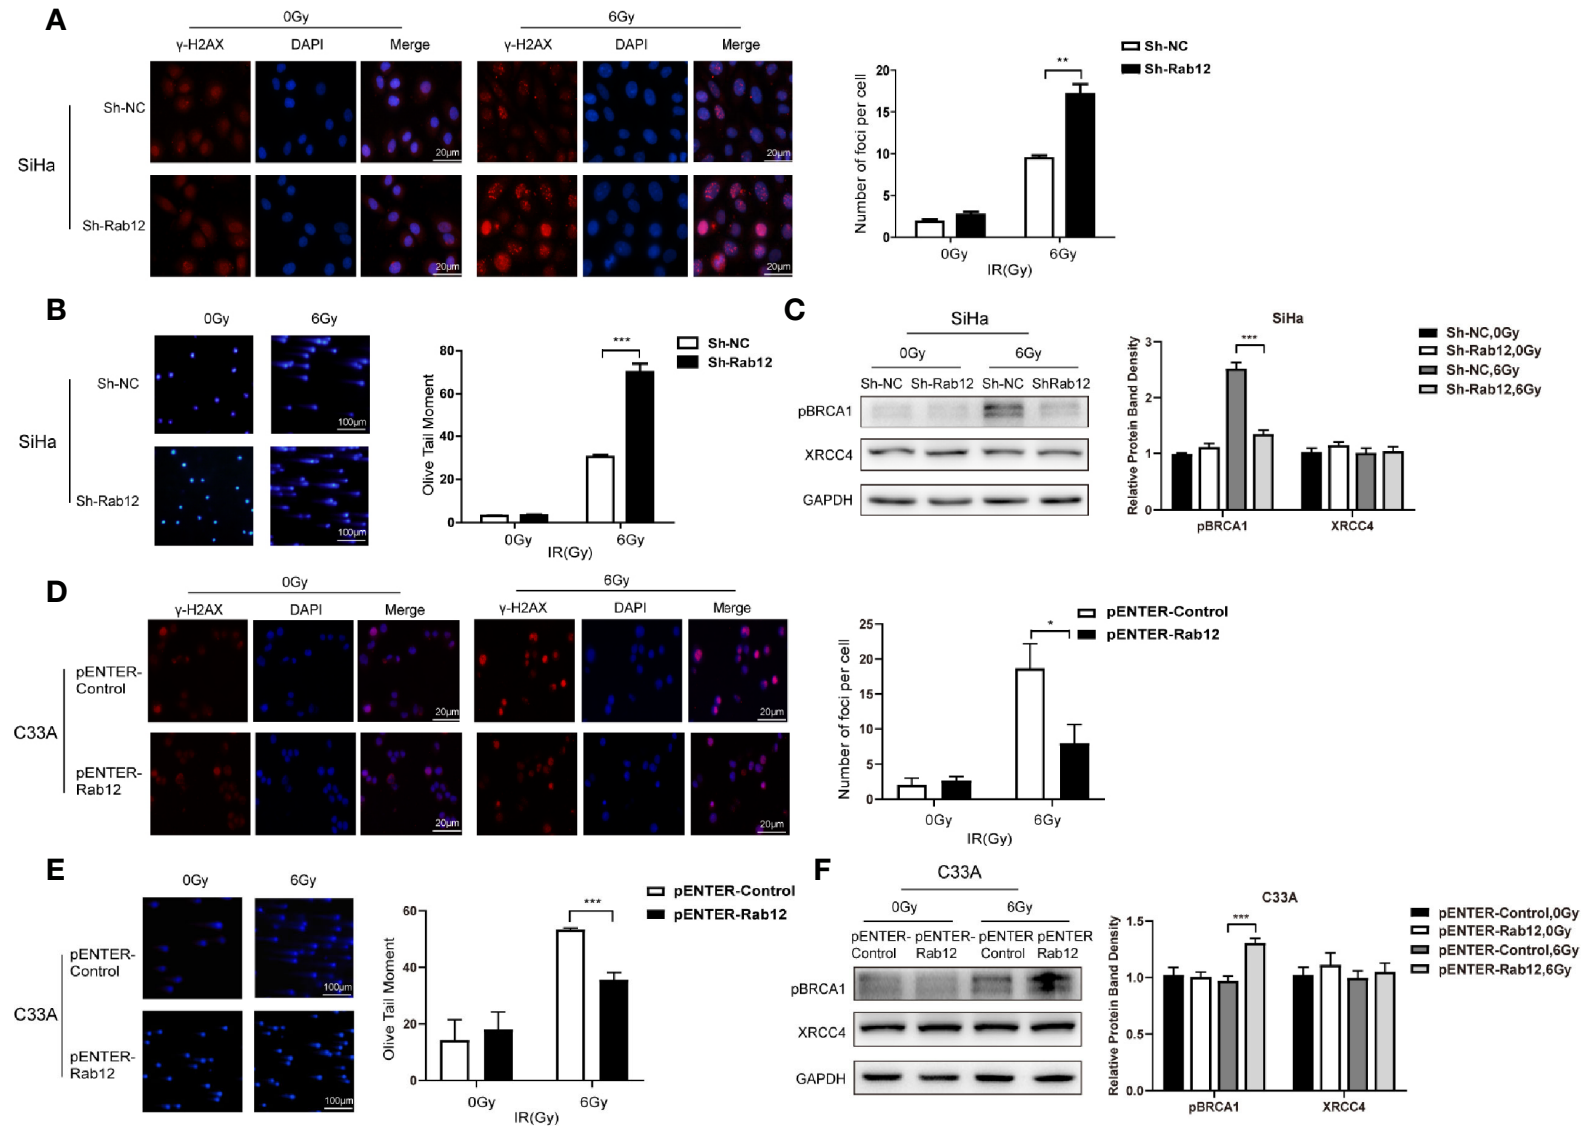 A
0Gy
6Gy
γ-H2AX DAPI Merge γ-H2AX DAPI Merge
Sh-NC
SiHa
Sh-Rab12
20μm 20μm
20μm 20μm
Sh-NC
Sh-Rab12
**
Number of foci per cell
20
15
10
5
0
0Gy 6Gy
IR(Gy)
B
0Gy 6Gy
Sh-NC
SiHa
Sh-Rab12
100μm
100μm
Sh-NC
Sh-Rab12
***
Olive Tail Moment
80
60
40
20
0
0Gy 6Gy
IR(Gy)
C
SiHa
0Gy 6Gy
Sh-NC Sh-Rab12 Sh-NC ShRab12
pBRCA1
XRCC4
GAPDH
SiHa
***
Relative Protein Band Density
3
2
1
0
pBRCA1 XRCC4
Sh-NC,0Gy
Sh-Rab12,0Gy
Sh-NC,6Gy
Sh-Rab12,6Gy
D
0Gy
6Gy
γ-H2AX DAPI Merge γ-H2AX DAPI Merge
pENTER-
Control
C33A
pENTER-
Rab12
20μm 20μm
20μm 20μm
pENTER-Control
pENTER-Rab12
*
Number of foci per cell
25
20
15
10
5
0
0Gy 6Gy
IR(Gy)
E
0Gy 6Gy
pENTER-
Control
C33A
pENTER-
Rab12
100μm
100μm
pENTER-Control
pENTER-Rab12
***
Olive Tail Moment
60
40
20
0
0Gy 6Gy
IR(Gy)
F
C33A
0Gy 6Gy
pENTER- pENTER- pENTER pENTER
Control Rab12 Control Rab12
pBRCA1
XRCC4
GAPDH
C33A
***
Relative Protein Band Density
1.5
1.0
0.5
0.0
pBRCA1 XRCC4
pENTER-Control,0Gy
pENTER-Rab12,0Gy
pENTER-Control,6Gy
pENTER-Rab12,6Gy